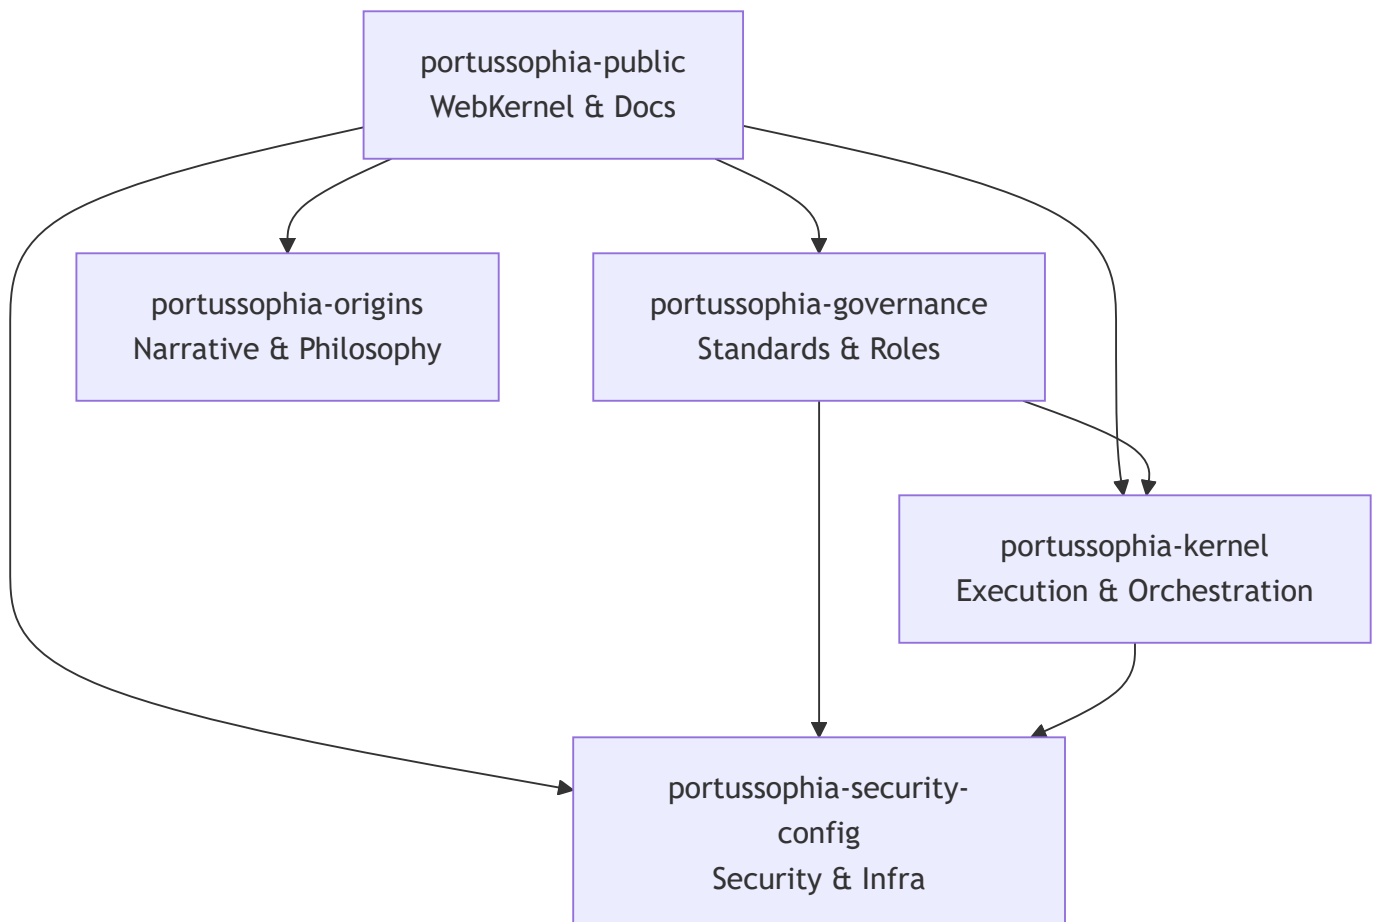 portussophia-public
WebKernel & Docs
portussophia-origins
Narrative & Philosophy
portussophia-governance
Standards & Roles
portussophia-kernel
Execution & Orchestration
portussophia-security-
config
Security & Infra